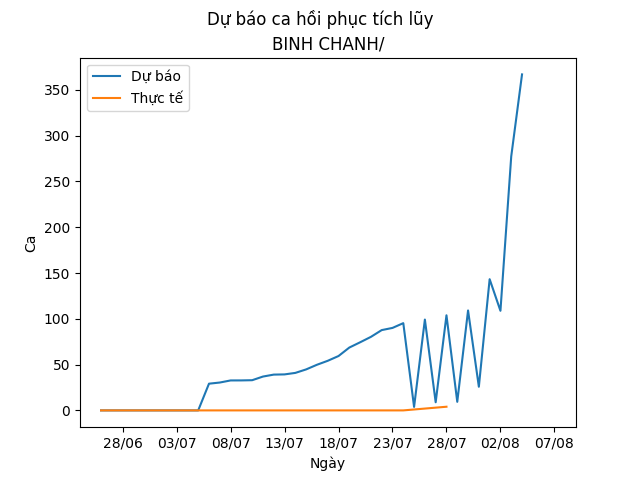 Dự báo ca hồi phục tích lũy
BINH CHANH/
Dự báo
Thực tế
350
300
250
200
150
100
50
0
Ca
28/06 03/07 08/07 13/07 18/07 23/07 28/07 02/08 07/08
Ngày